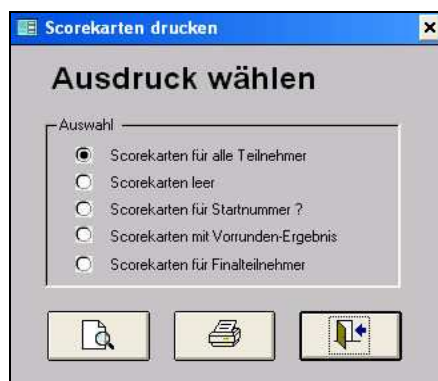 Scorekarten drucken
Ausdruck wählen
Auswahl
Scorekarten für alle Teilnehmer
Scorekarten leer
Scorekarten für Startnummer ?
Scorekarten mit Vorrunden-Ergebnis
Scorekarten für Finalteilnehmer